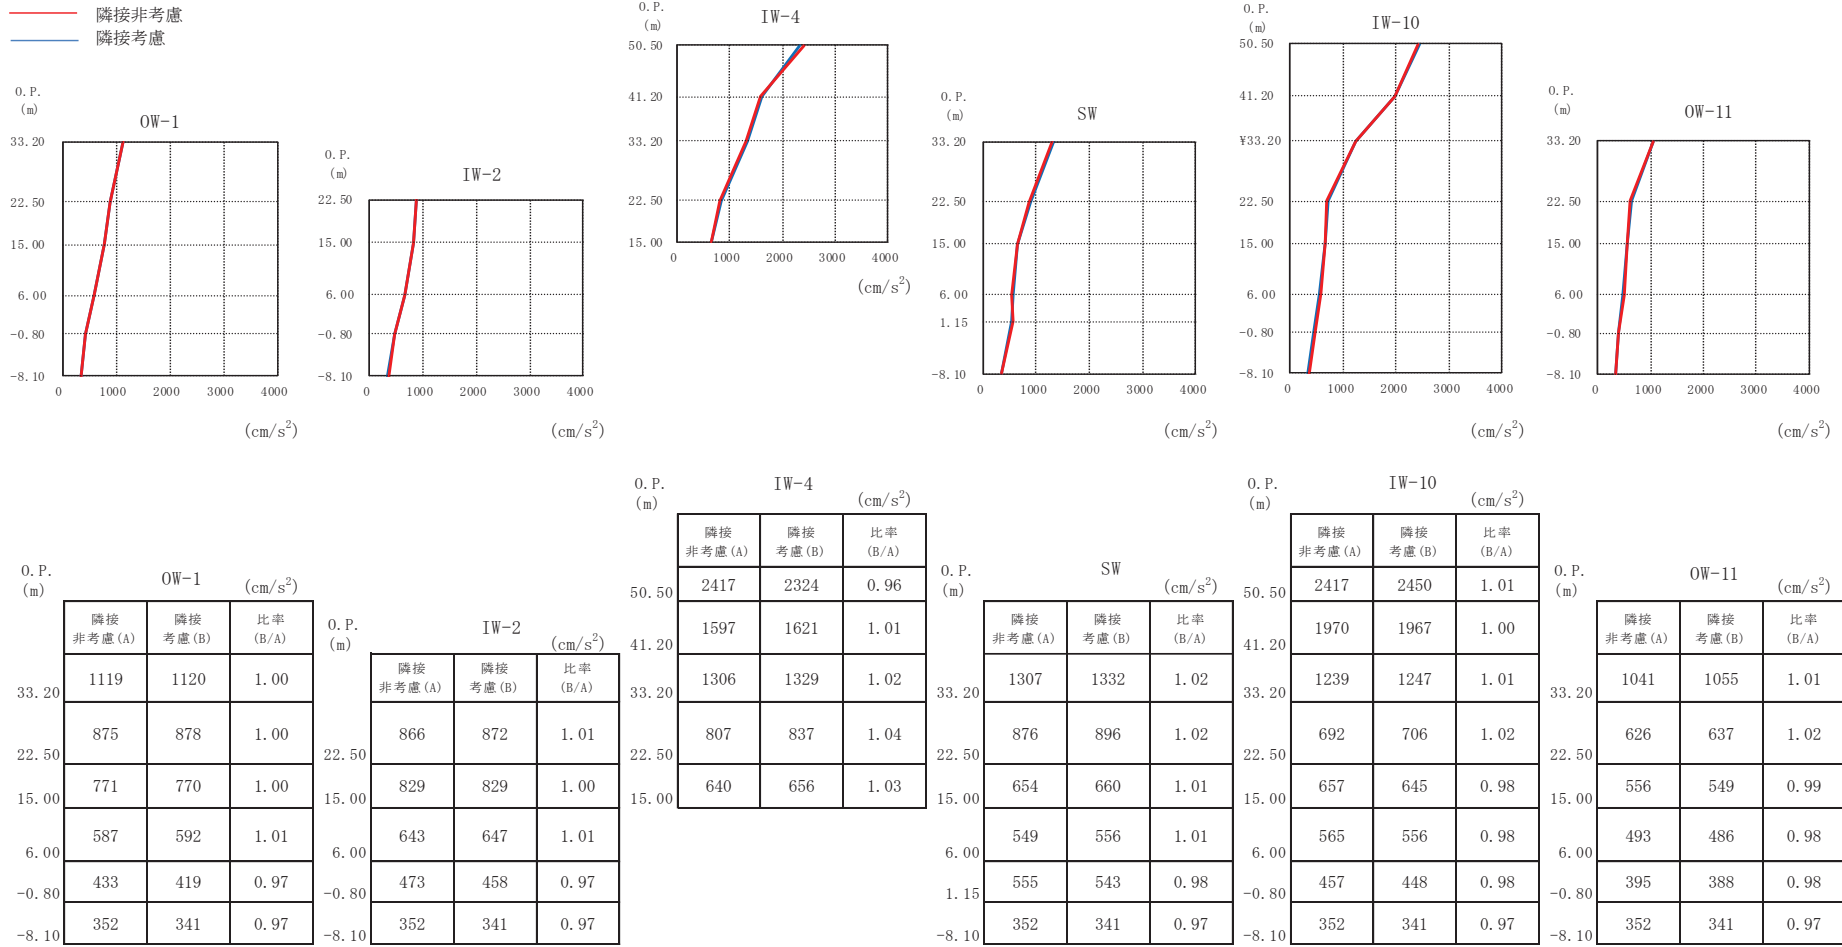 隣接非考慮
隣接考慮
O.P.
(m)
OW-1
33.20
22.50
15.00
6.00
-0.80
-8.10
0 1000 2000 3000 4000
(cm/s²)
O.P.
(m)
IW-2
22.50
15.00
6.00
-0.80
-8.10
0 1000 2000 3000 4000
(cm/s²)
O.P.
(m)
IW-4
50.50
41.20
33.20
22.50
15.00
0 1000 2000 3000 4000
(cm/s²)
O.P.
(m)
SW
33.20
22.50
15.00
6.00
1.15
-8.10
0 1000 2000 3000 4000
(cm/s²)
O.P.
(m)
IW-10
50.50
41.20
¥33.20
22.50
15.00
6.00
-0.80
-8.10
0 1000 2000 3000 4000
(cm/s²)
O.P.
(m)
OW-11
33.20
22.50
15.00
6.00
-0.80
-8.10
0 1000 2000 3000 4000
(cm/s²)
O.P.
(m)
OW-1 (cm/s²)
隣接 隣接 比率
非考慮(A) 考慮(B) (B/A)
33.20 1119 1120 1.00
22.50 875 878 1.00
15.00 771 770 1.00
6.00 587 592 1.01
-0.80 433 419 0.97
-8.10 352 341 0.97
O.P.
(m)
IW-2 (cm/s²)
隣接 隣接 比率
非考慮(A) 考慮(B) (B/A)
22.50 866 872 1.01
15.00 829 829 1.00
6.00 643 647 1.01
-0.80 473 458 0.97
-8.10 352 341 0.97
O.P.
(m)
IW-4 (cm/s²)
隣接 隣接 比率
非考慮(A) 考慮(B) (B/A)
50.50 2417 2324 0.96
41.20 1597 1621 1.01
33.20 1306 1329 1.02
22.50 807 837 1.04
15.00 640 656 1.03
O.P.
(m)
SW (cm/s²)
隣接 隣接 比率
非考慮(A) 考慮(B) (B/A)
33.20 1307 1332 1.02
22.50 876 896 1.02
15.00 654 660 1.01
6.00 549 556 1.01
1.15 555 543 0.98
-8.10 352 341 0.97
O.P.
(m)
IW-10 (cm/s²)
隣接 隣接 比率
非考慮(A) 考慮(B) (B/A)
50.50 2417 2450 1.01
41.20 1970 1967 1.00
33.20 1239 1247 1.01
22.50 692 706 1.02
15.00 657 645 0.98
6.00 565 556 0.98
-0.80 457 448 0.98
-8.10 352 341 0.97
O.P.
(m)
OW-11 (cm/s²)
隣接 隣接 比率
非考慮(A) 考慮(B) (B/A)
33.20 1041 1055 1.01
22.50 626 637 1.02
15.00 556 549 0.99
6.00 493 486 0.98
-0.80 395 388 0.98
-8.10 352 341 0.97